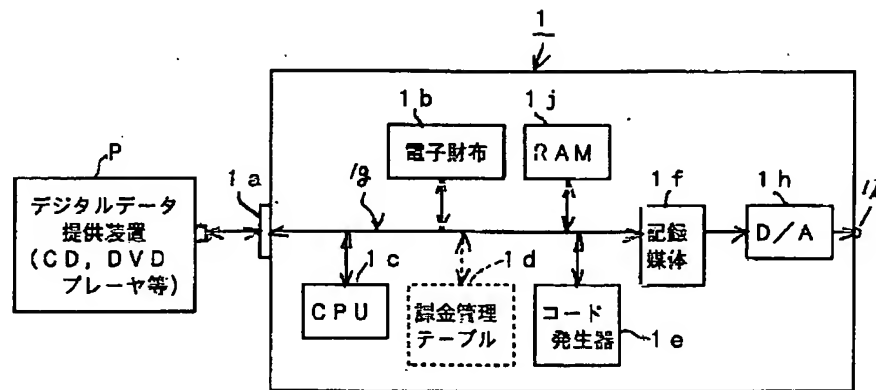 1
1b
1j
電子財布
RAM
P
1a
1g
1f
1h
デジタルデータ
提供装置
(CD,DVD
プレーヤ等)
記録
媒体
D/A
1c
1d
CPU
課金管理
テーブル
コード
発生器
1e